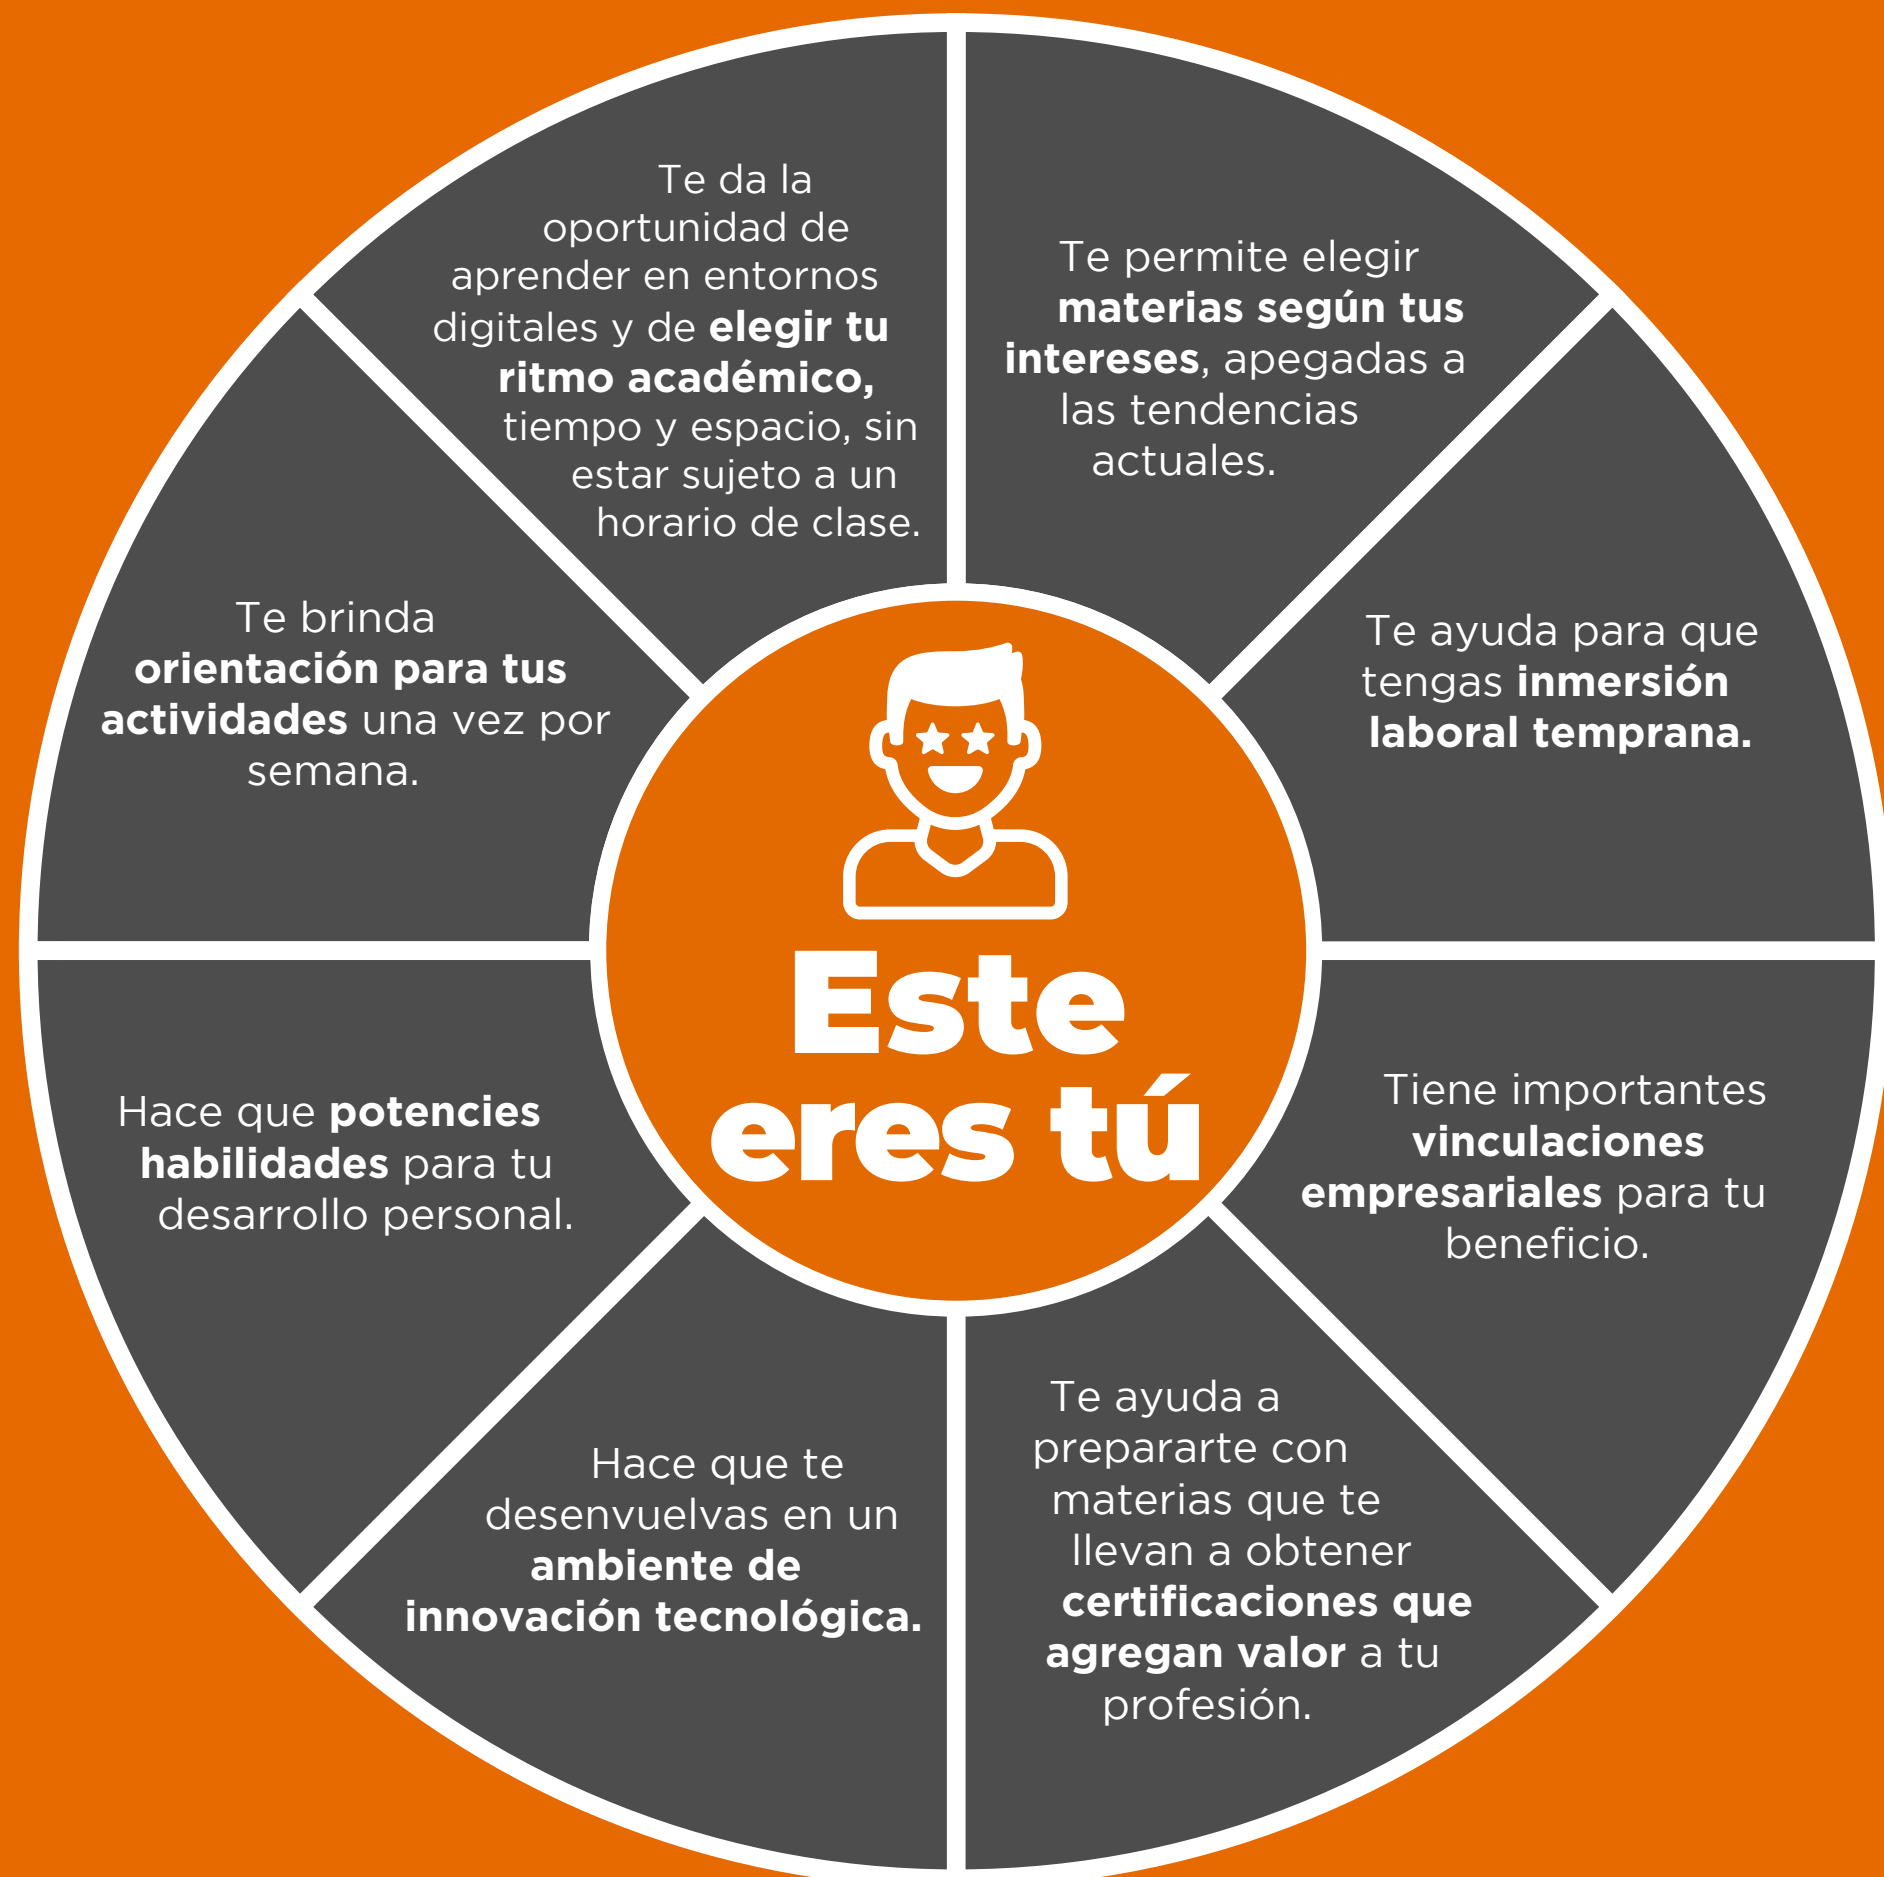 Te da la
oportunidad de
aprender en entornos
digitales y de elegir tu
ritmo académico,
tiempo y espacio, sin
estar sujeto a un
horario de clase.
Te permite elegir
materias según tus
intereses, apegadas a
las tendencias
actuales.
Te brinda
orientación para tus
actividades una vez por
semana.
Te ayuda para que
tengas inmersión
laboral temprana.
Este
eres tú
Hace que potencies
habilidades para tu
desarrollo personal.
Tiene importantes
vinculaciones
empresariales para tu
beneficio.
Hace que te
desenvuelvas en un
ambiente de
innovación tecnológica.
Te ayuda a
prepararte con
materias que te
llevan a obtener
certificaciones que
agregan valor a tu
profesión.